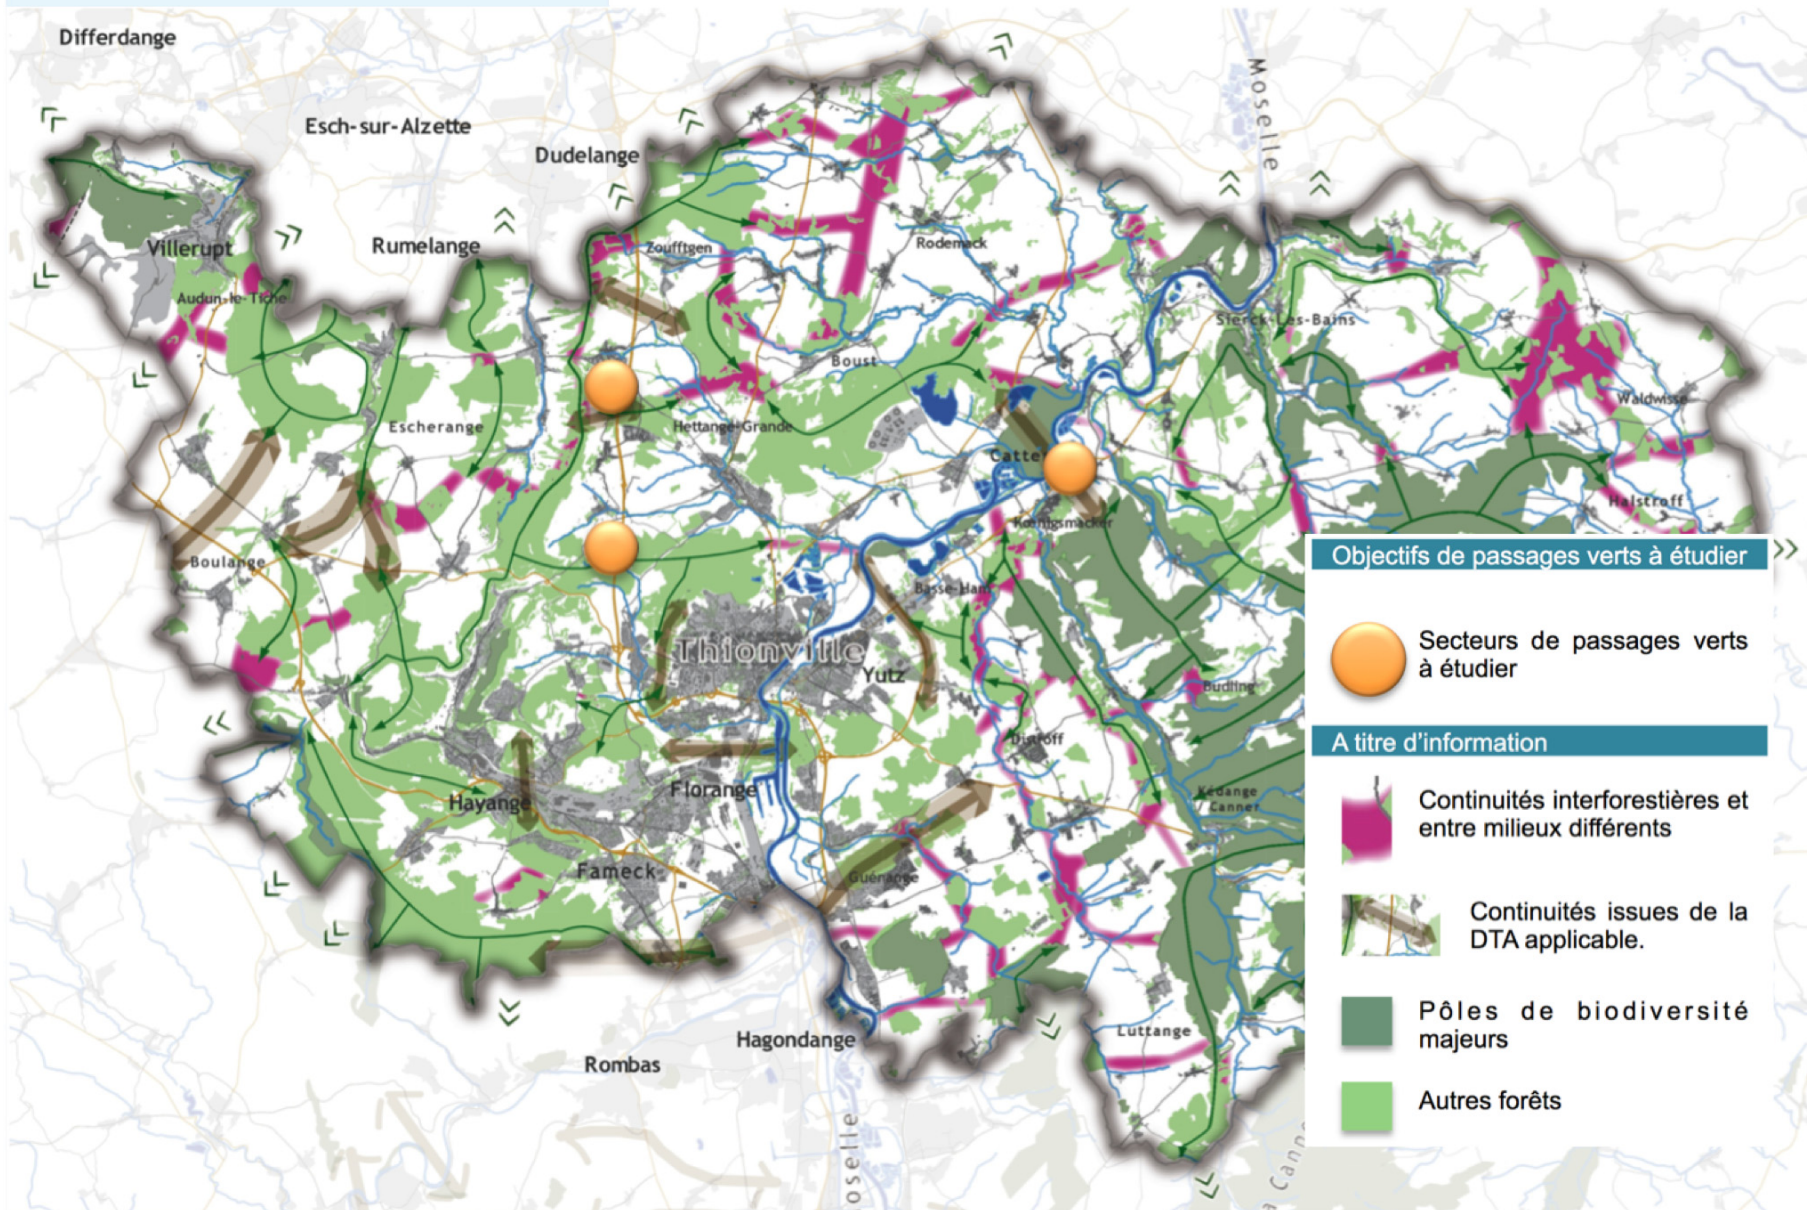 Differdange
Esch-sur-Alzette
Dudelange
Moselle
Villerupt
Rumelange
Zoufftgen
Rodemack
Audun-le-Tiche
Sierck-Les-Bains
Boust
Waldwisse
Escherange
Hettange-Grande
Catte
Halstroff
Kœnigsmacker
Boulange
Basse-Ham
Thionville
Yutz
Budling
Distroff
Florange
Hayange
Kédange
Canner
Fameck
Guénange
Luttange
Hagondange
Rombas
oselle
a Cann
Objectifs de passages verts à étudier
Secteurs de passages verts
à étudier
A titre d'information
Continuités interforestières et
entre milieux différents
Continuités issues de la
DTA applicable.
Pôles de biodiversité
majeurs
Autres forêts